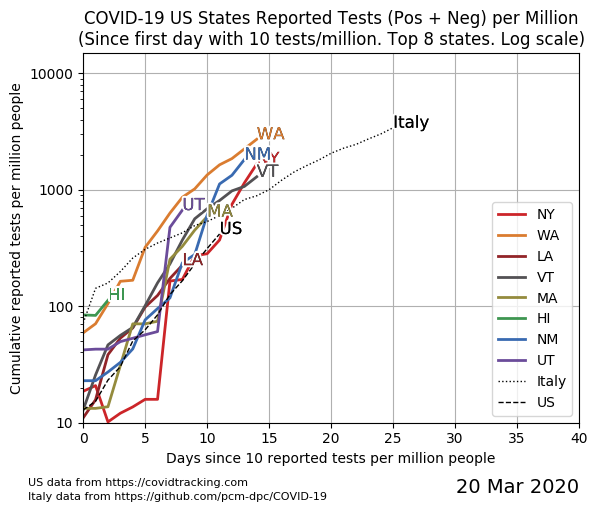 COVID-19 US States Reported Tests (Pos + Neg) per Million
(Since first day with 10 tests/million. Top 8 states. Log scale)
Cumulative reported tests per million people
10000
1000
100
10
WA
Italy
NM
NY
VT
UT
MA
US
LA
HI
NY
WA
LA
VT
MA
HI
NM
UT
Italy
US
0 5 10 15 20 25 30 35 40
Days since 10 reported tests per million people
US data from https://covidtracking.com
Italy data from https://github.com/pcm-dpc/COVID-19
20 Mar 2020